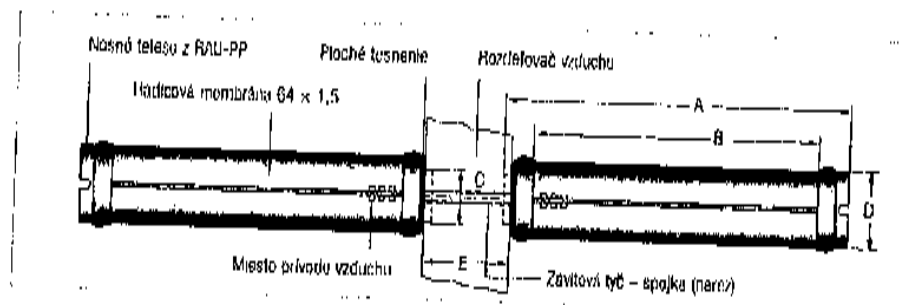 Nosné teleso z RAU-PP
Ploché tesnenie
Rozdeľovač vzduchu
Hadicová membrána 64 × 1,5
A
B
C
D
E
Miesto prívodu vzduchu
Závitová tyč – spojka (nerez)